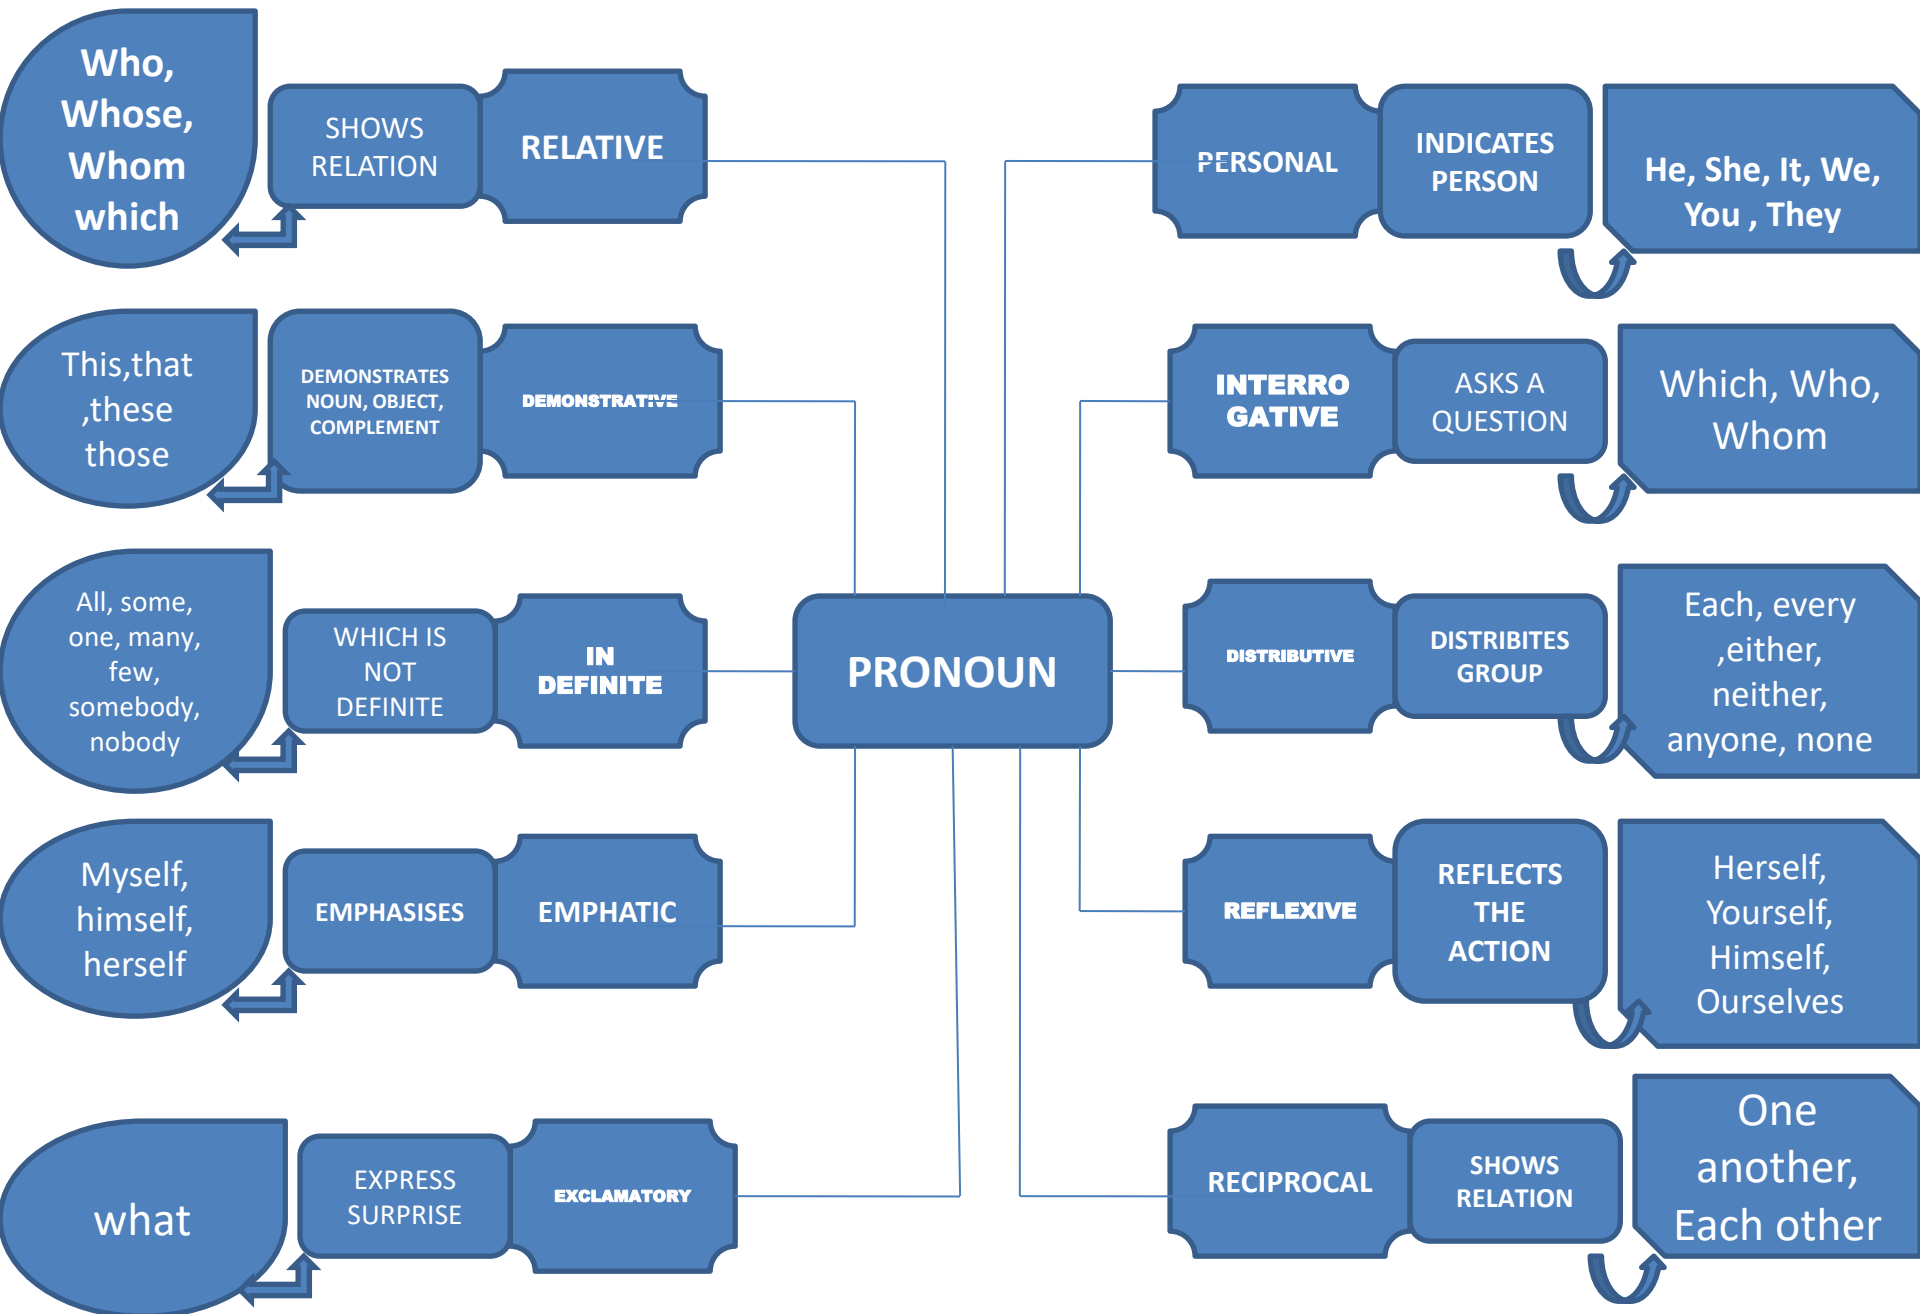 Who,
Whose,
Whom
which
SHOWS
RELATION
RELATIVE
This,that
,these
those
DEMONSTRATES
NOUN, OBJECT,
COMPLEMENT
DEMONSTRATIVE
All, some,
one, many,
few,
somebody,
nobody
WHICH IS
NOT
DEFINITE
IN
DEFINITE
Myself,
himself,
herself
EMPHASISES
EMPHATIC
what
EXPRESS
SURPRISE
EXCLAMATORY
PRONOUN
PERSONAL
INDICATES
PERSON
He, She, It, We,
You , They
INTERRO
GATIVE
ASKS A
QUESTION
Which, Who,
Whom
DISTRIBUTIVE
DISTRIBITES
GROUP
Each, every
,either,
neither,
anyone, none
REFLEXIVE
REFLECTS
THE
ACTION
Herself,
Yourself,
Himself,
Ourselves
RECIPROCAL
SHOWS
RELATION
One
another,
Each other